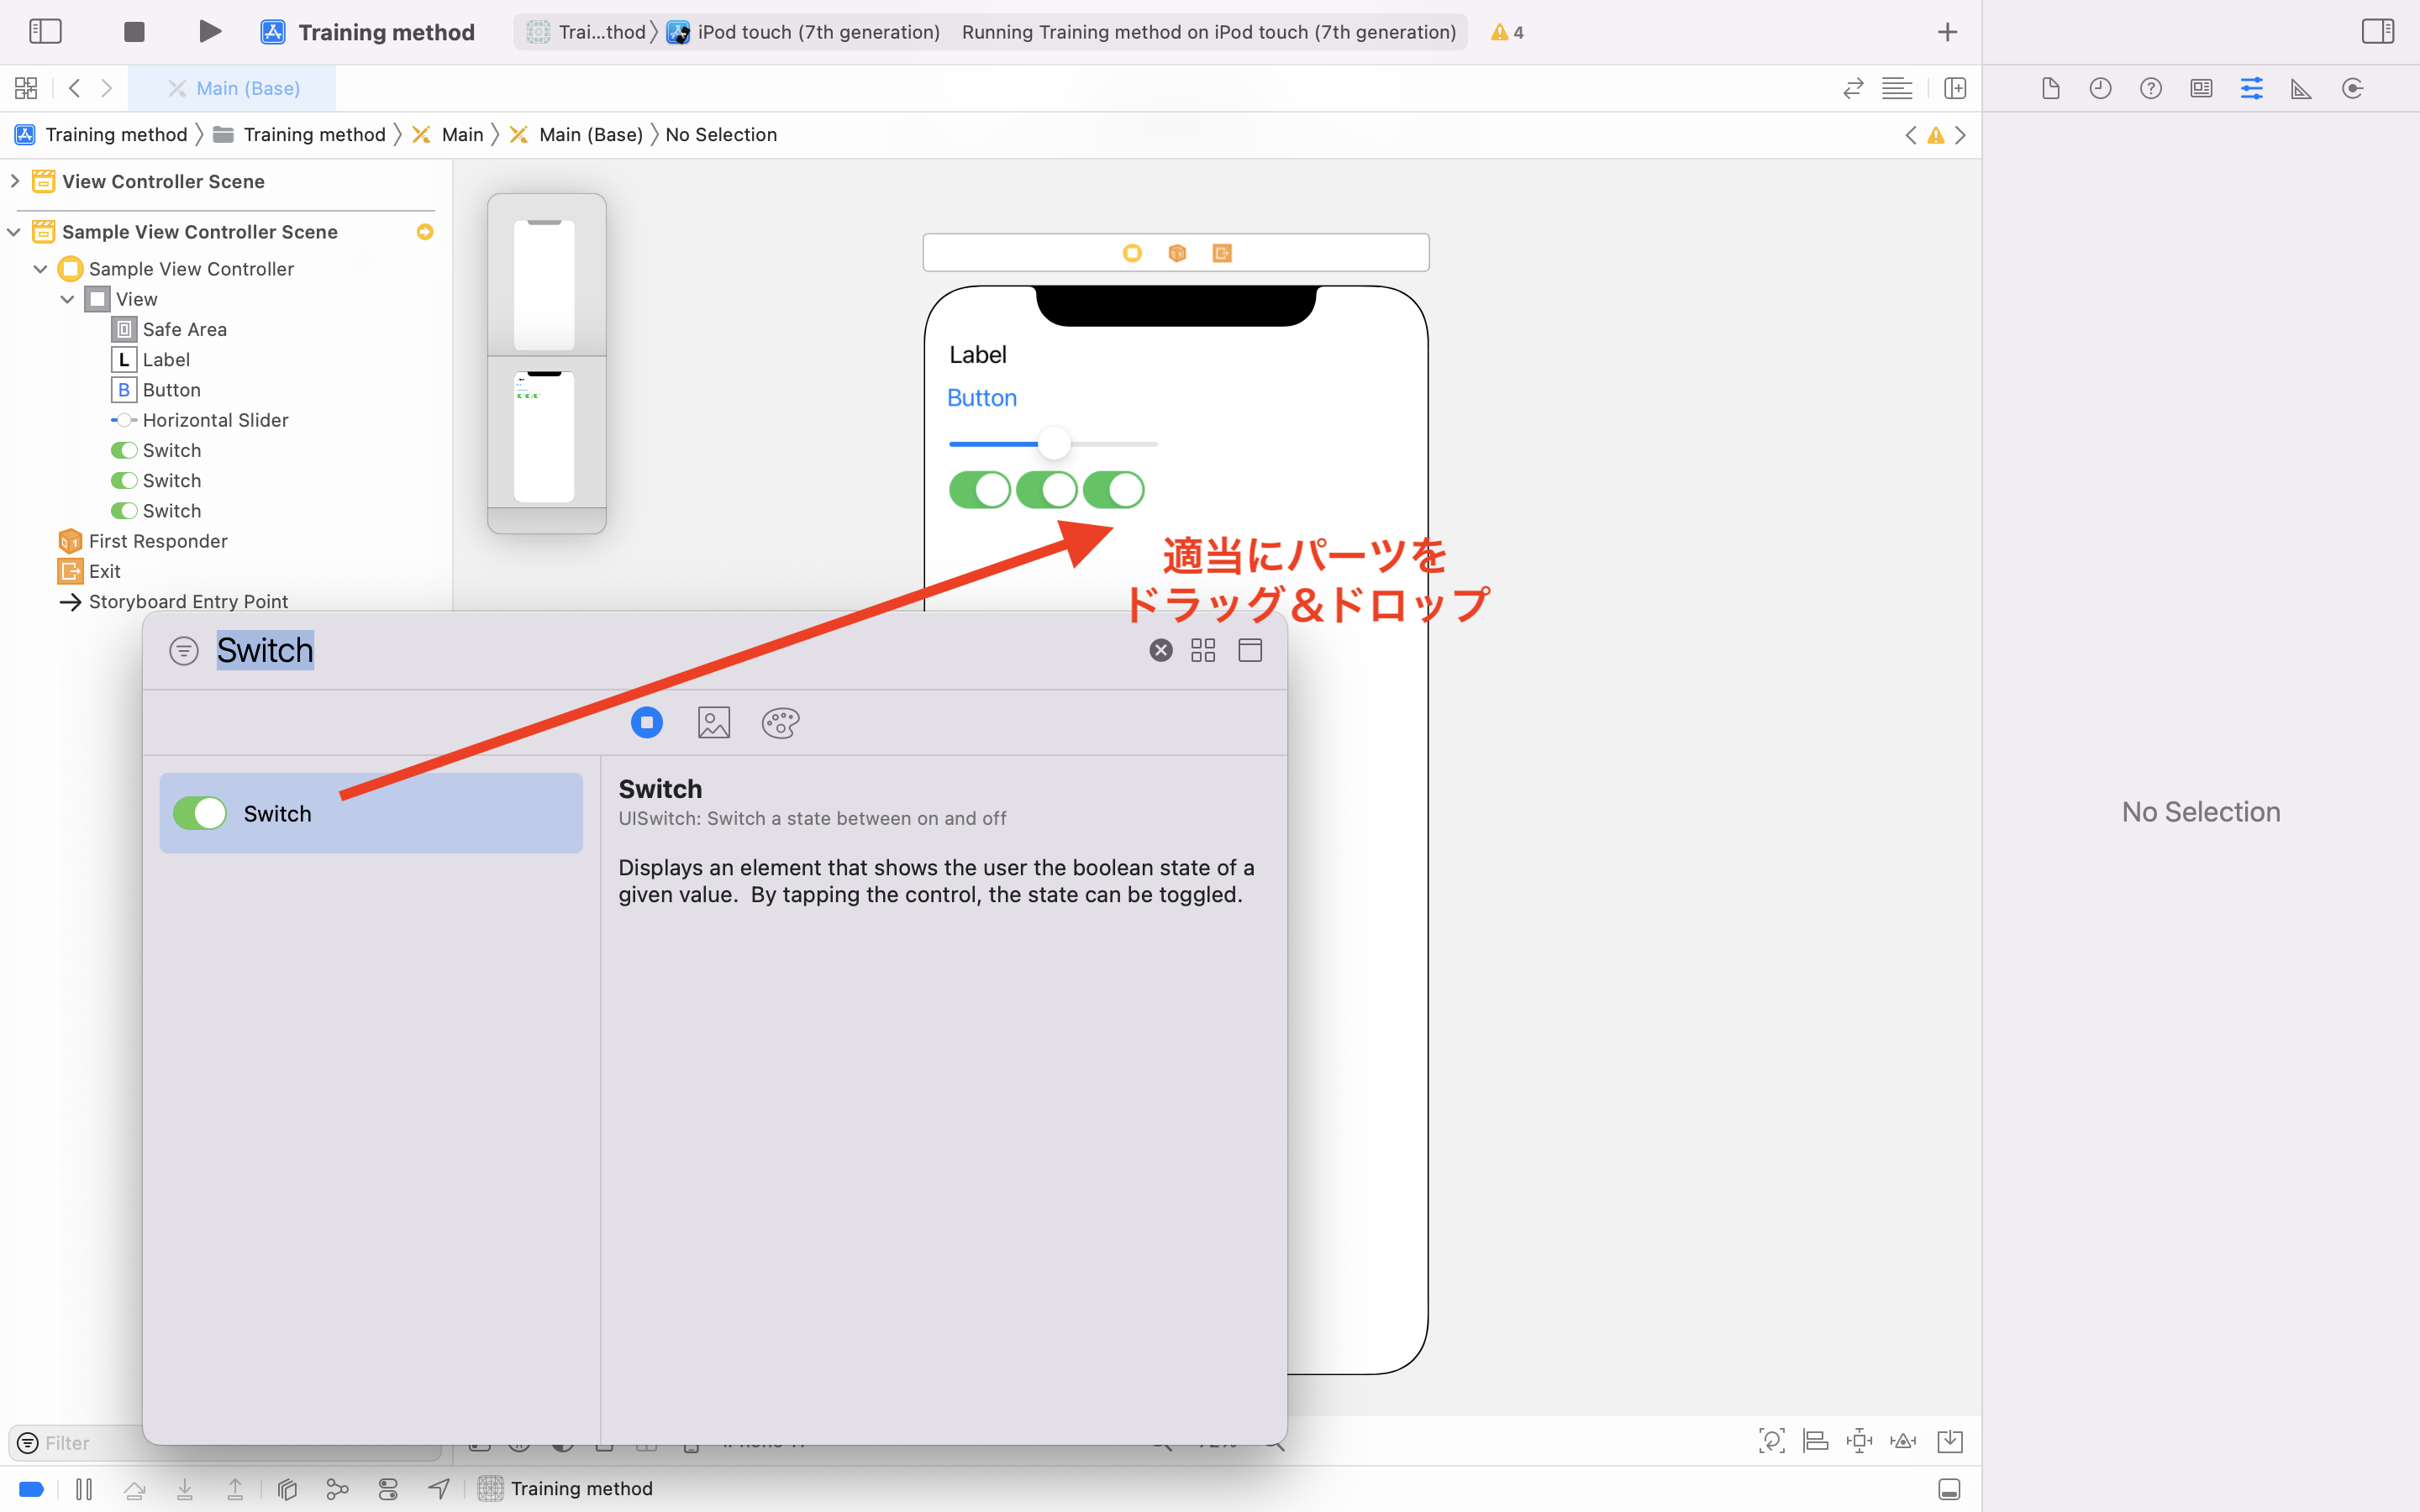 Training method
Trai...thod
iPod touch (7th generation)
Running Training method on iPod touch (7th generation)
4
Main (Base)
Training method
Training method
Main
Main (Base)
No Selection
View Controller Scene
Sample View Controller Scene
Sample View Controller
View
Safe Area
L Label
B Button
Horizontal Slider
Switch
Switch
Switch
First Responder
Exit
Storyboard Entry Point
Label
Button
適当にパーツを
ドラッグ&ドロップ
Switch
Switch
Switch
UISwitch: Switch a state between on and off
Displays an element that shows the user the boolean state of a
given value.  By tapping the control, the state can be toggled.
No Selection
Filter
Training method